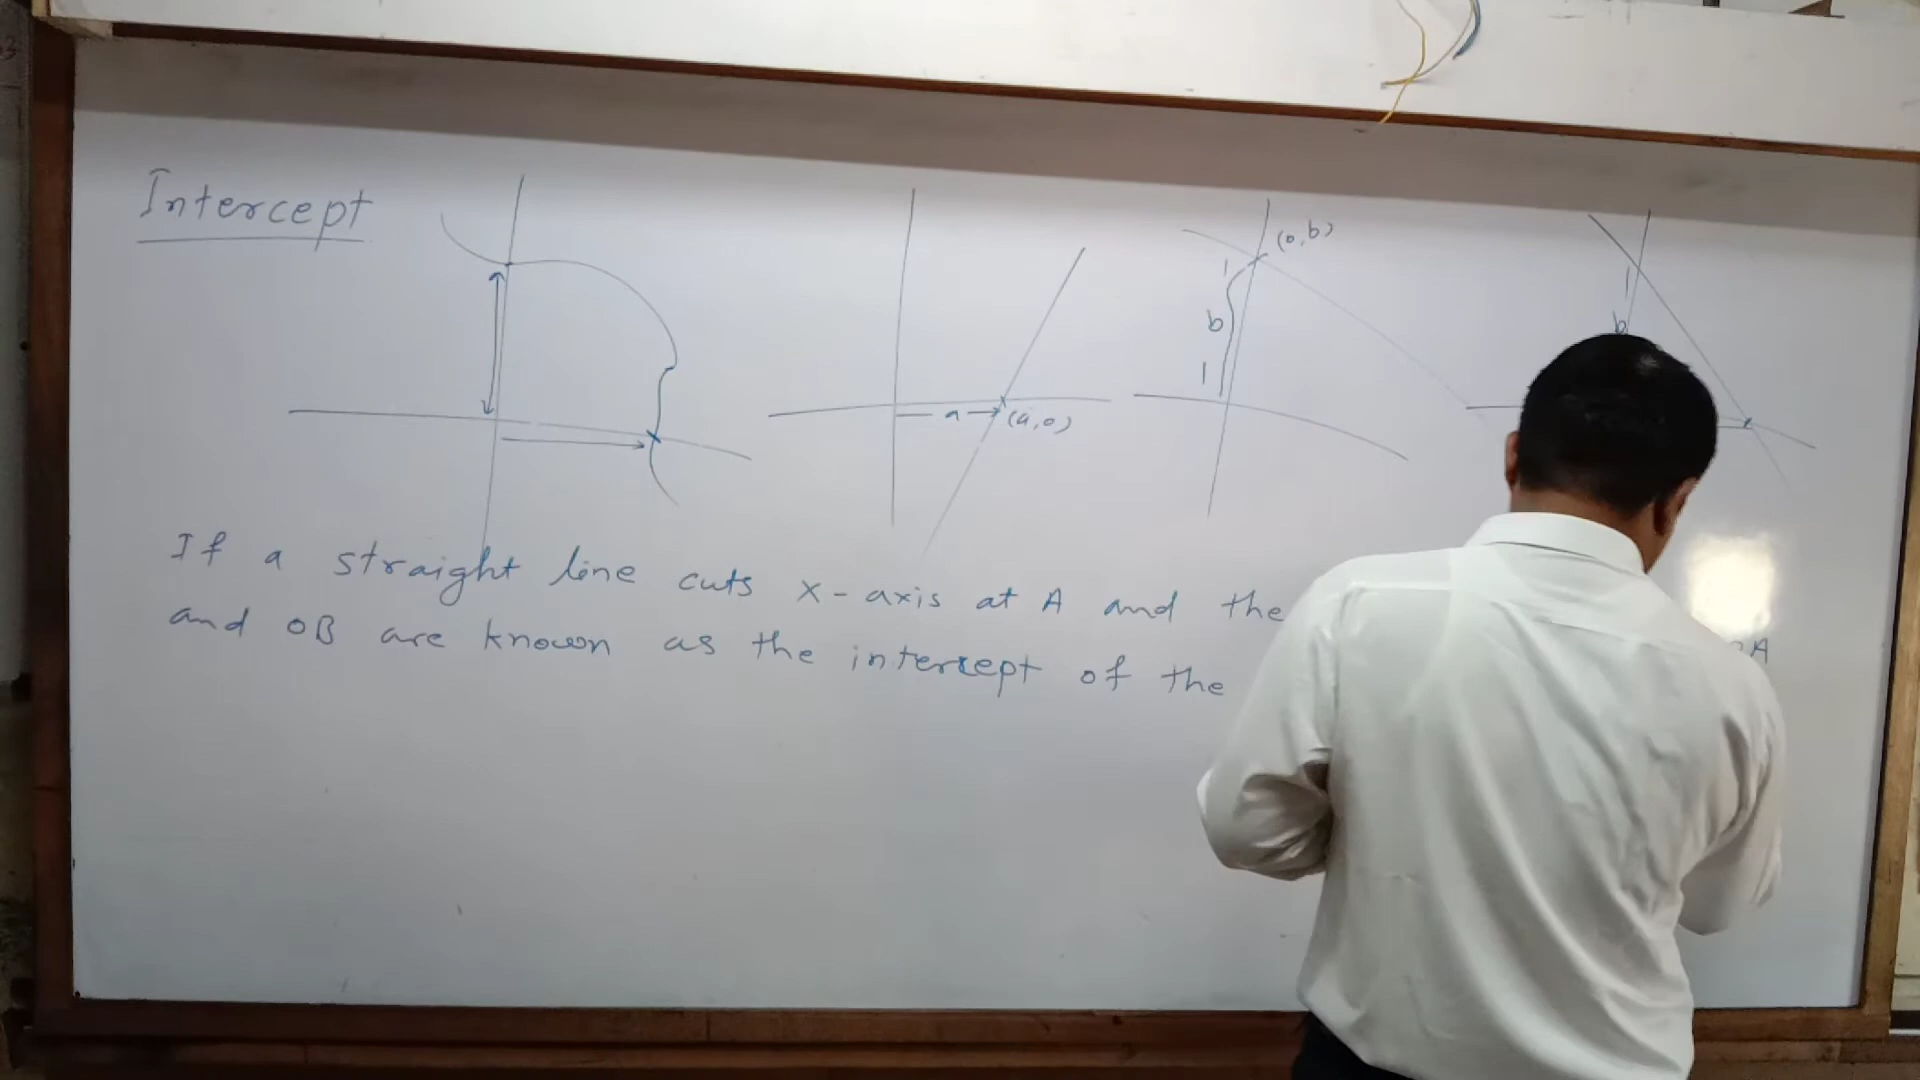 Intercept
(0,b)
b
b
a
(a,0)
If a straight line cuts x-axis at A and the
and OB are known as the intercept of the